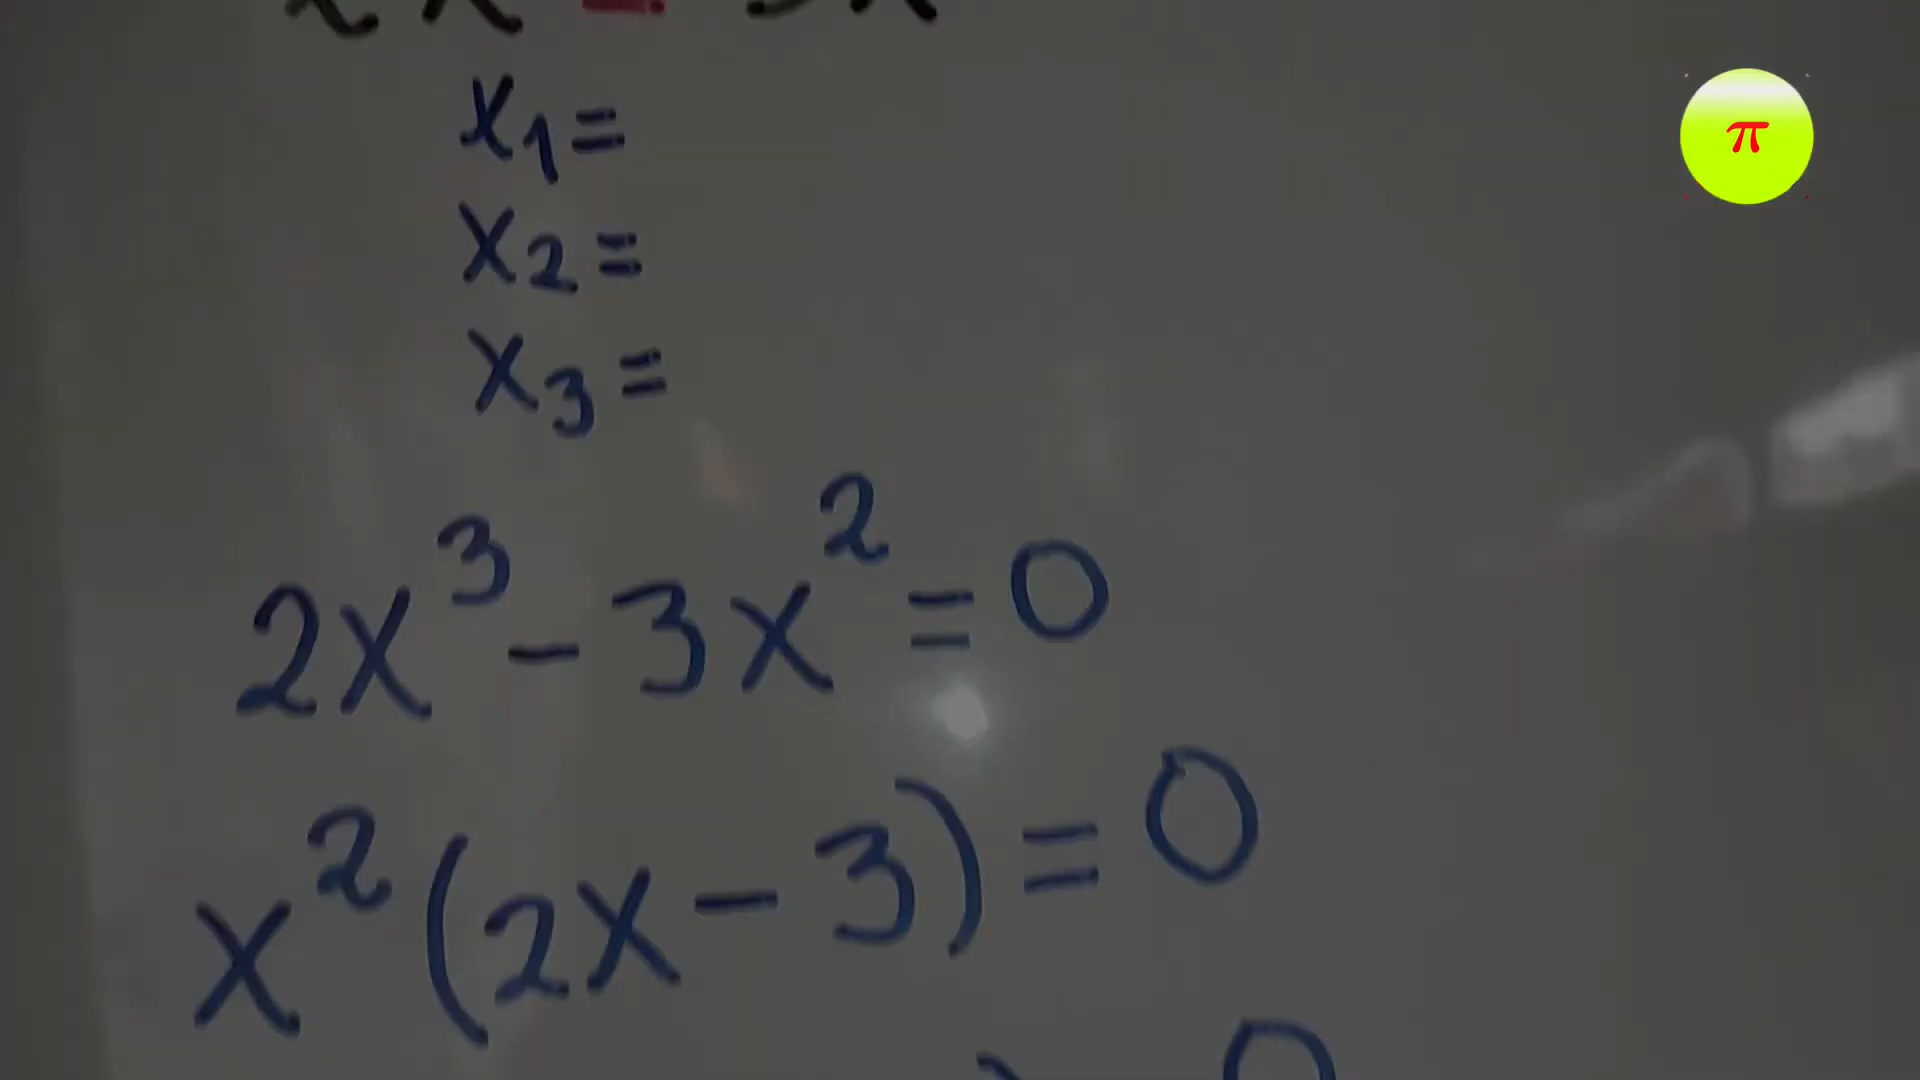 x₁=
x₂=
x₃=
π
2x³-3x²=0
x²(2x-3)=0